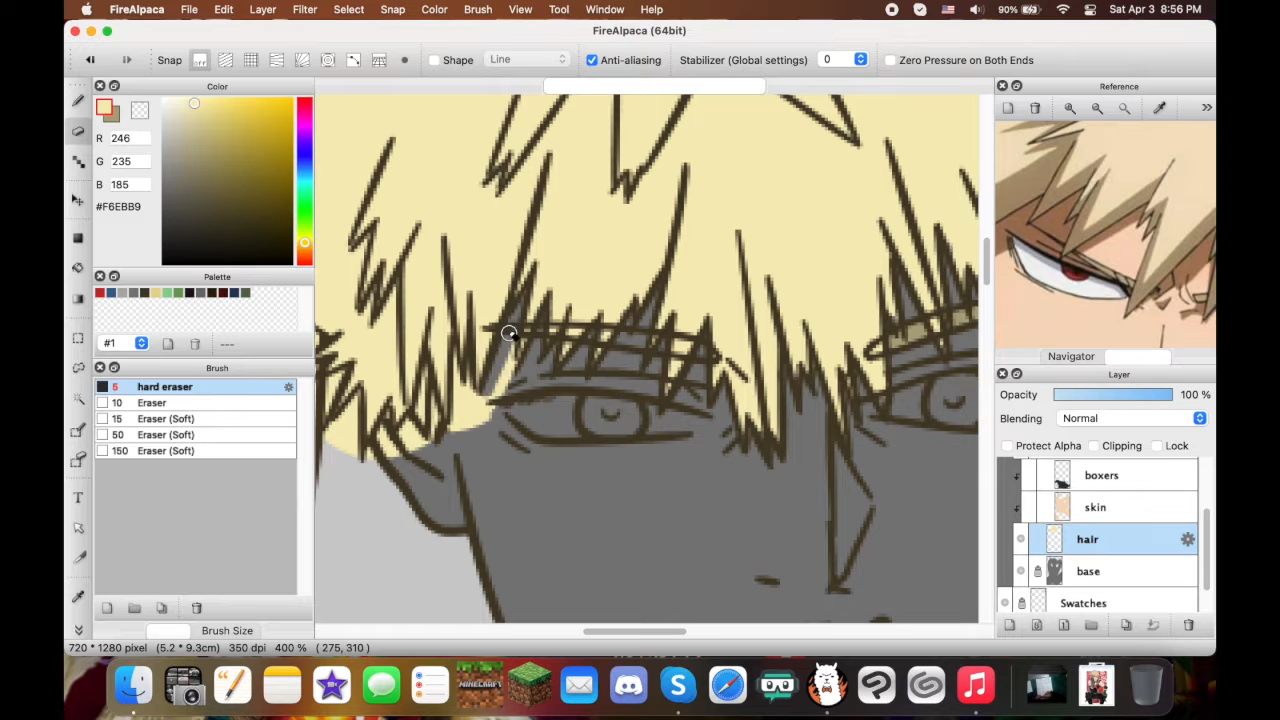 FireAlpaca File Edit Layer Filter Select Snap Color Brush View Tool Window Help 90% Sat Apr 3 8:56 PM
FireAlpaca (64bit)
Snap off Shape Line Anti-aliasing Stabilizer (Global settings) 0 Zero Pressure on Both Ends
Color
R 246
G 235
B 185
#F6EBB9
Palette
#1 ---
Brush
5 hard eraser
10 Eraser
15 Eraser (Soft)
50 Eraser (Soft)
150 Eraser (Soft)
Brush Size
720 * 1280 pixel (5.2 * 9.3cm) 350 dpi 400 % ( 275, 310 )
Reference
Navigator
Layer
Opacity 100 %
Blending Normal
Protect Alpha Clipping Lock
boxers
skin
hair
base
Swatches
MINECRAFT